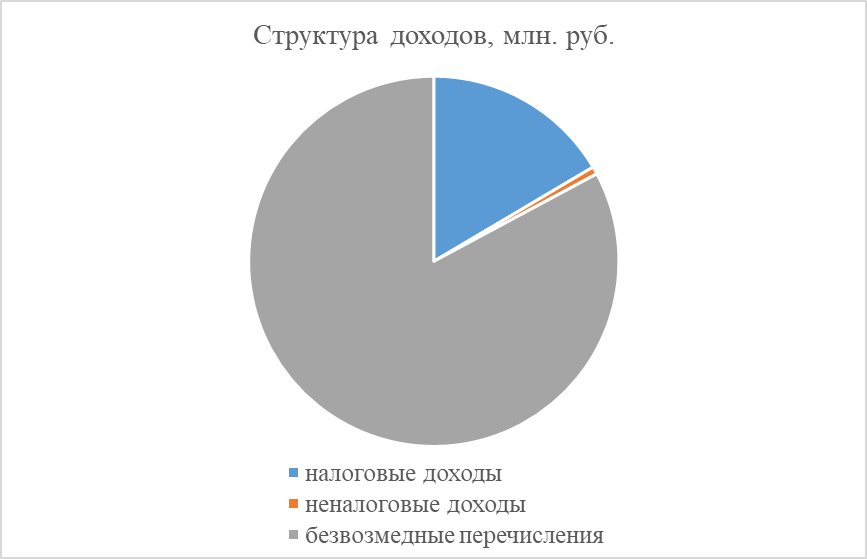 Структура доходов, млн. руб.
налоговые доходы
неналоговые доходы
безвозмедные перечисления